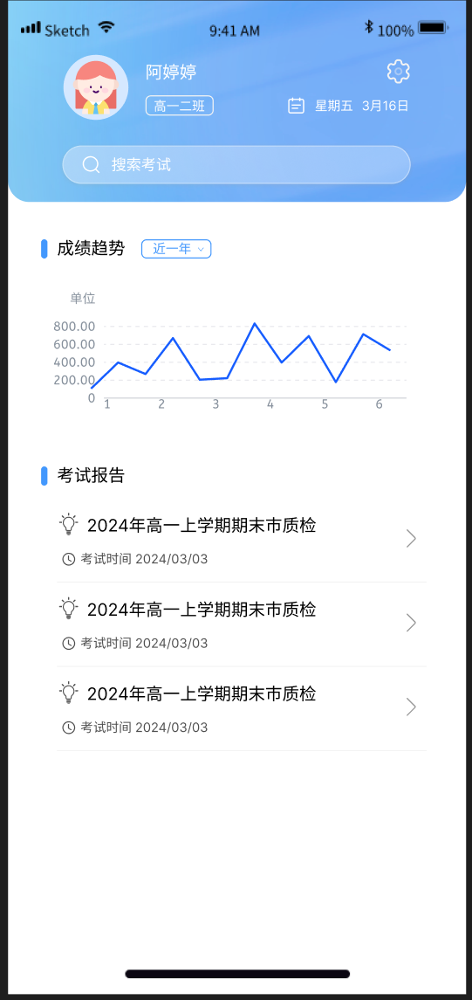 Sketch 9:41 AM 100%
阿婷婷
高一二班 星期五 3月16日
搜索考试
成绩趋势 近一年
单位
800.00
600.00
400.00
200.00
0
1 2 3 4 5 6
考试报告
2024年高一上学期期末市质检
考试时间 2024/03/03
2024年高一上学期期末市质检
考试时间 2024/03/03
2024年高一上学期期末市质检
考试时间 2024/03/03